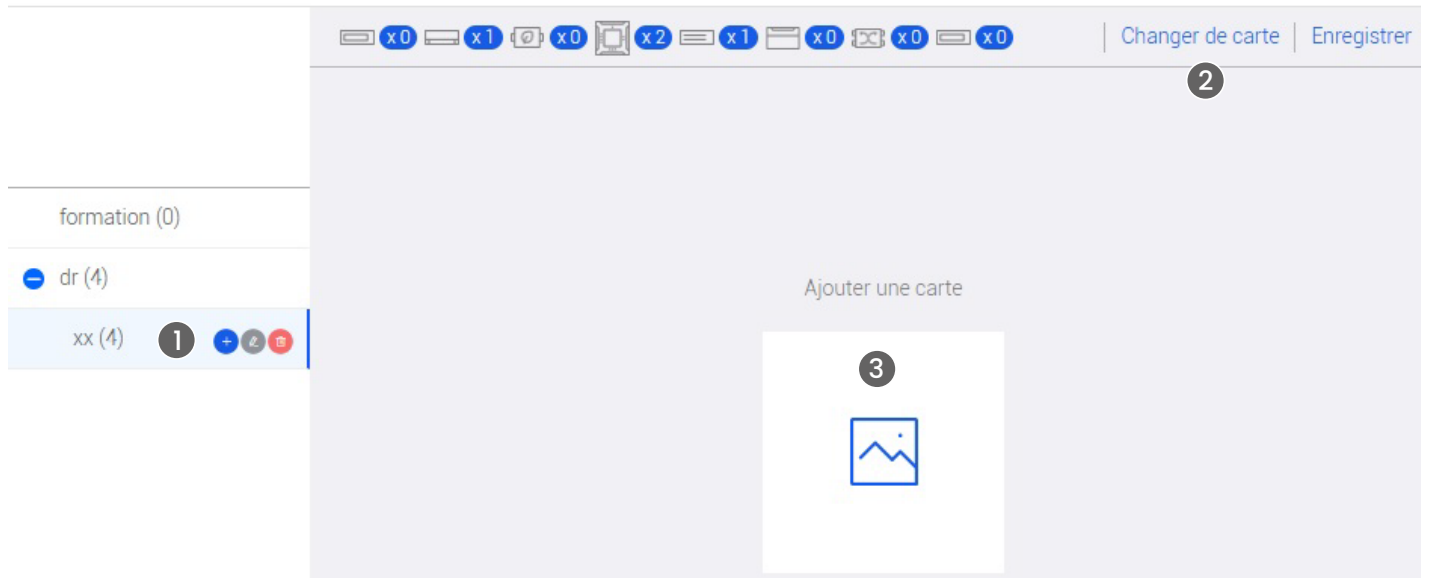 x0 x1 x0 x2 x1 x0 x0 x0 Changer de carte Enregistrer
2
formation (0)
dr (4)
Ajouter une carte
xx (4) 1
3